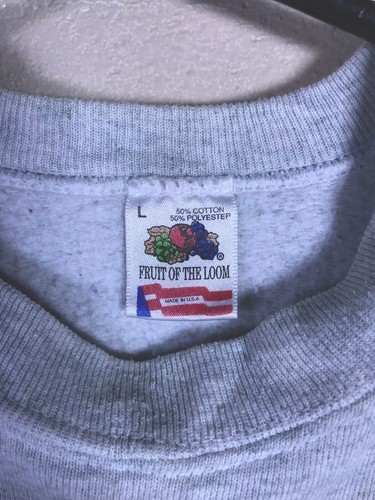 L
50% COTTON
50% POLYESTER
®
FRUIT OF THE LOOM
MADE IN U.S.A.